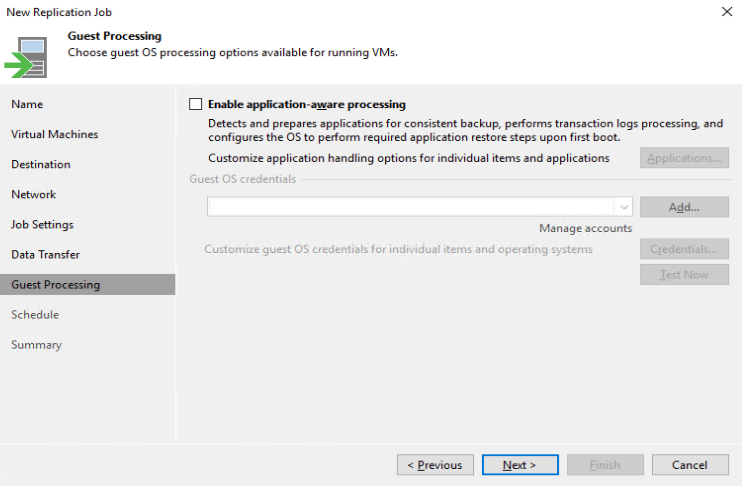 New Replication Job
Guest Processing
Choose guest OS processing options available for running VMs.
Name
Virtual Machines
Destination
Network
Job Settings
Data Transfer
Guest Processing
Schedule
Summary
Enable application-aware processing
Detects and prepares applications for consistent backup, performs transaction logs processing, and
configures the OS to perform required application restore steps upon first boot.
Customize application handling options for individual items and applications
Applications...
Guest OS credentials
Add...
Manage accounts
Customize guest OS credentials for individual items and operating systems
Credentials...
Test Now
< Previous
Next >
Finish
Cancel